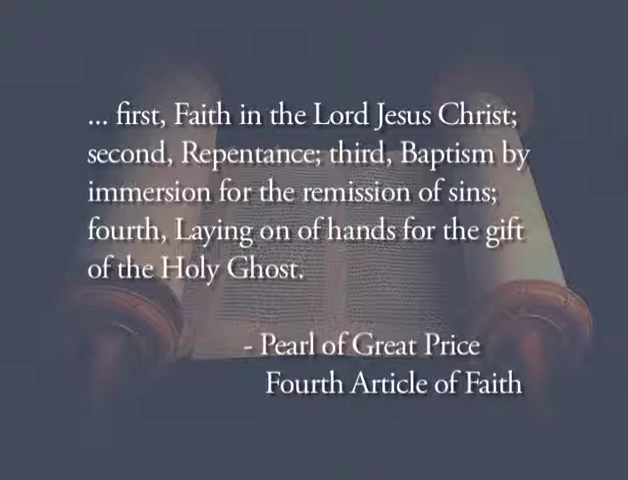 ... first, Faith in the Lord Jesus Christ;
second, Repentance; third, Baptism by
immersion for the remission of sins;
fourth, Laying on of hands for the gift
of the Holy Ghost.
- Pearl of Great Price
Fourth Article of Faith